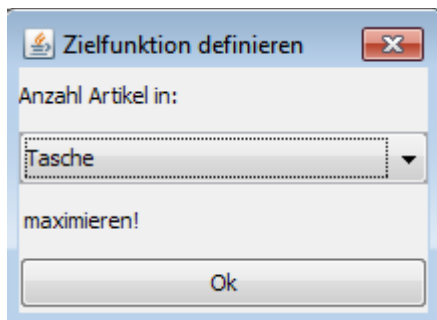 Zielfunktion definieren
Anzahl Artikel in:
Tasche
maximieren!
Ok